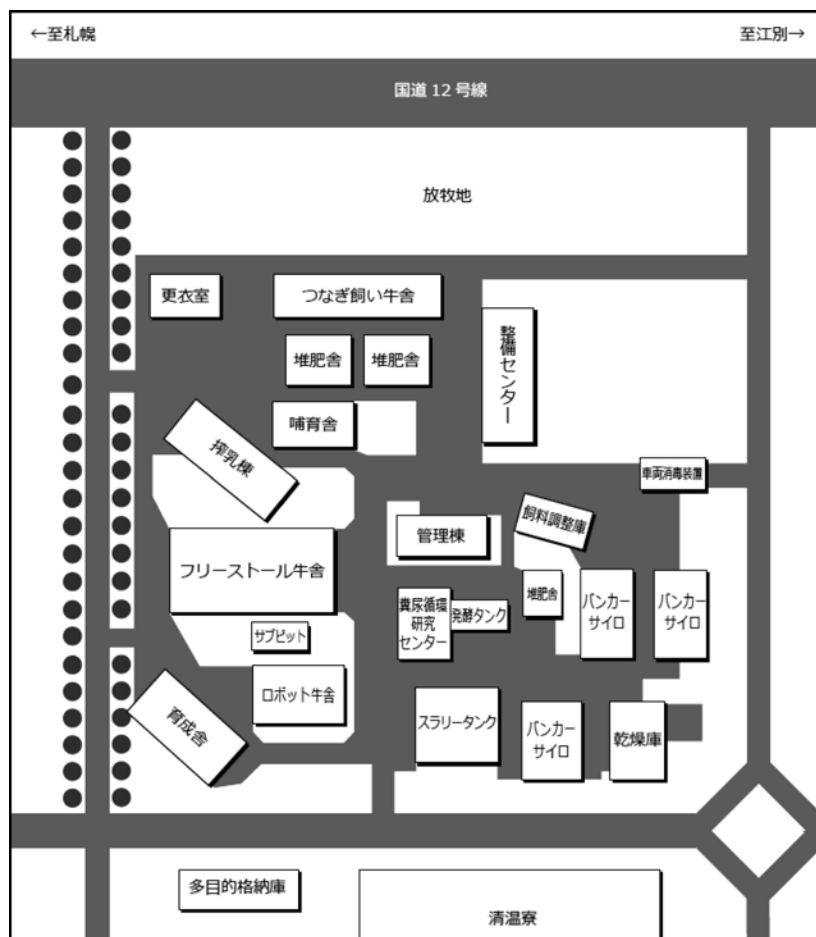 ←至札幌
至江別→
国道12号線
放牧地
更衣室
つなぎ飼い牛舎
整備センター
堆肥舎
堆肥舎
哺育舎
搾乳棟
車両消毒装置
飼料調整庫
管理棟
フリーストール牛舎
堆肥舎
バンカー
サイロ
バンカー
サイロ
糞尿循環
研究
センター
発酵タンク
サブピット
ロボット牛舎
育成舎
スラリータンク
バンカー
サイロ
乾燥庫
多目的格納庫
清温寮